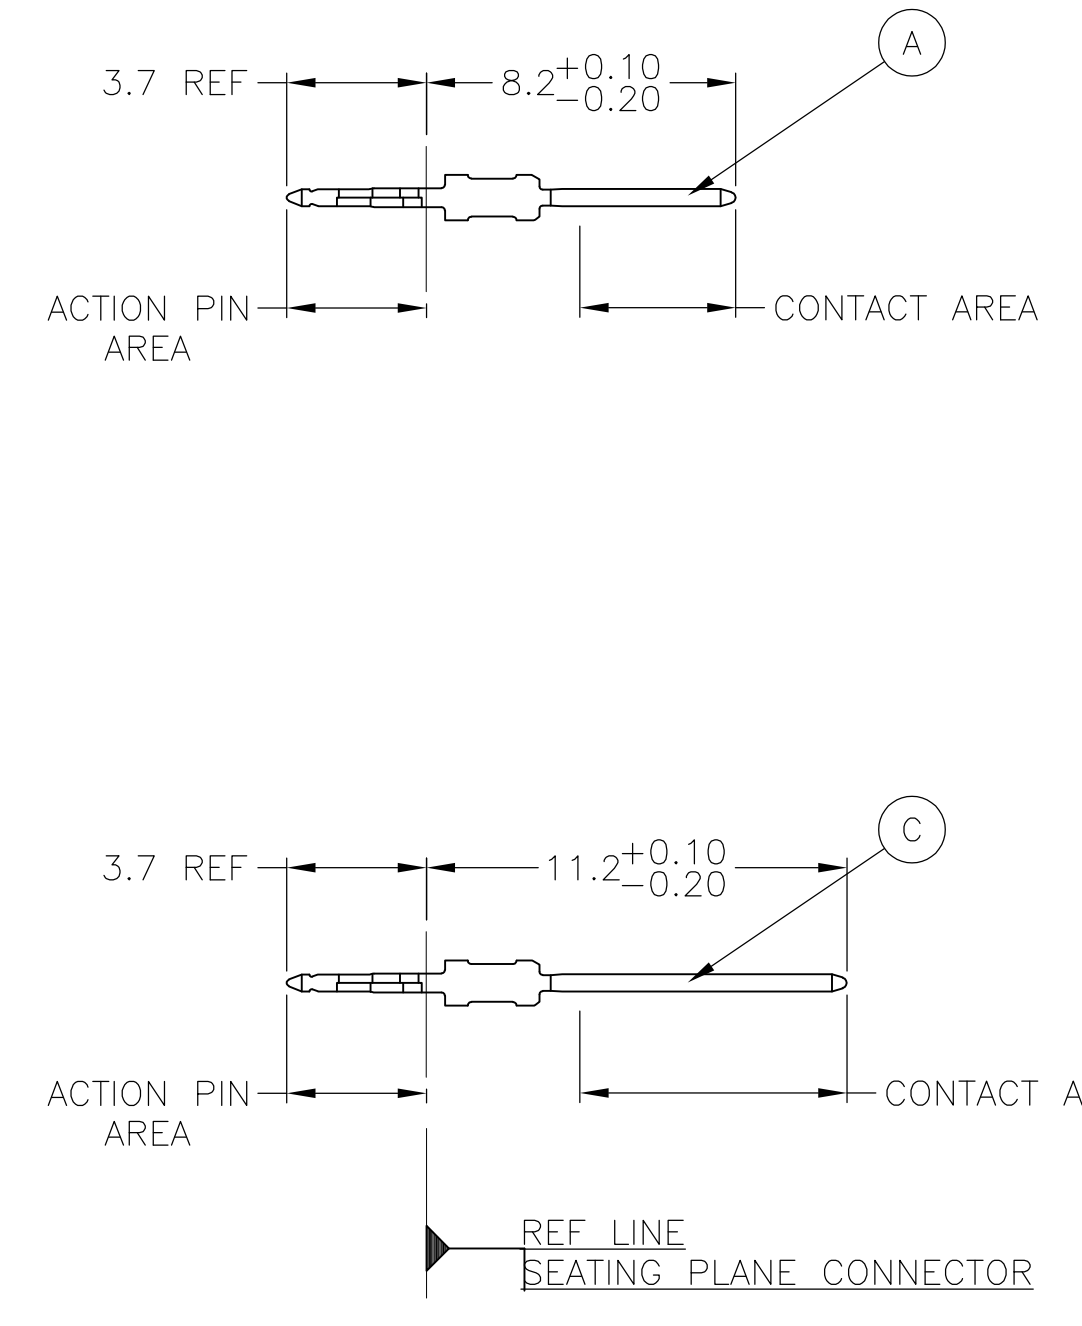 A
3.7 REF
8.2 +0.10
-0.20
ACTION PIN
AREA
CONTACT AREA
C
3.7 REF
11.2 +0.10
-0.20
ACTION PIN
AREA
CONTACT A
REF LINE
SEATING PLANE CONNECTOR